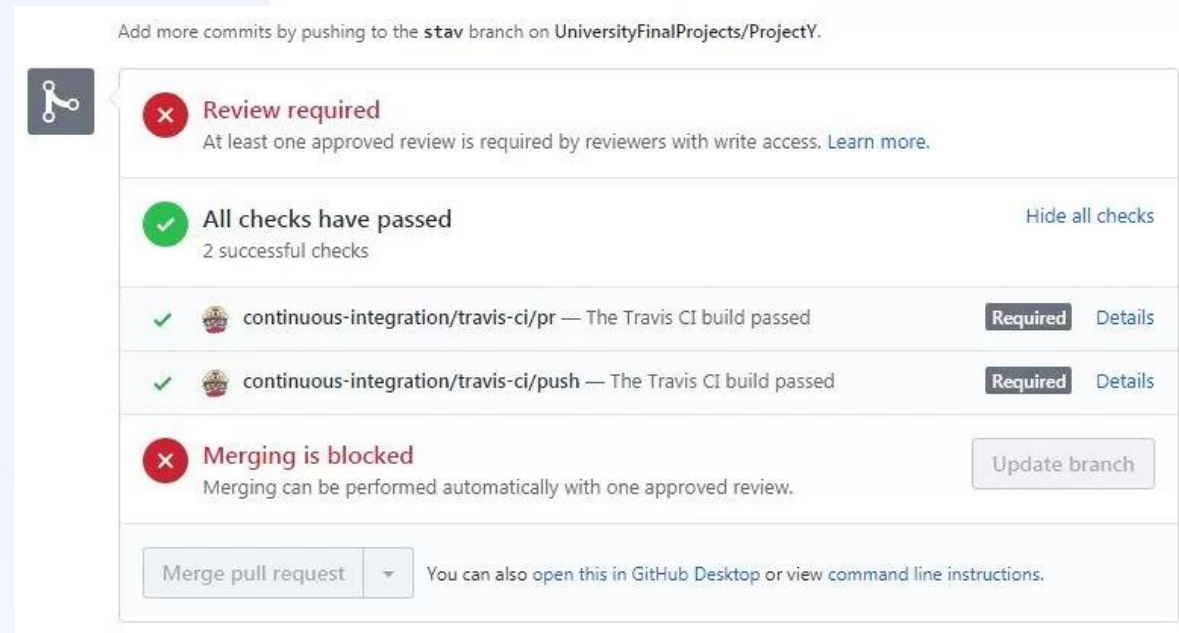 Add more commits by pushing to the stav branch on UniversityFinalProjects/ProjectY.
Review required
At least one approved review is required by reviewers with write access. Learn more.
All checks have passed
Hide all checks
2 successful checks
continuous-integration/travis-ci/pr — The Travis CI build passed Required Details
continuous-integration/travis-ci/push — The Travis CI build passed Required Details
Merging is blocked
Update branch
Merging can be performed automatically with one approved review.
Merge pull request You can also open this in GitHub Desktop or view command line instructions.